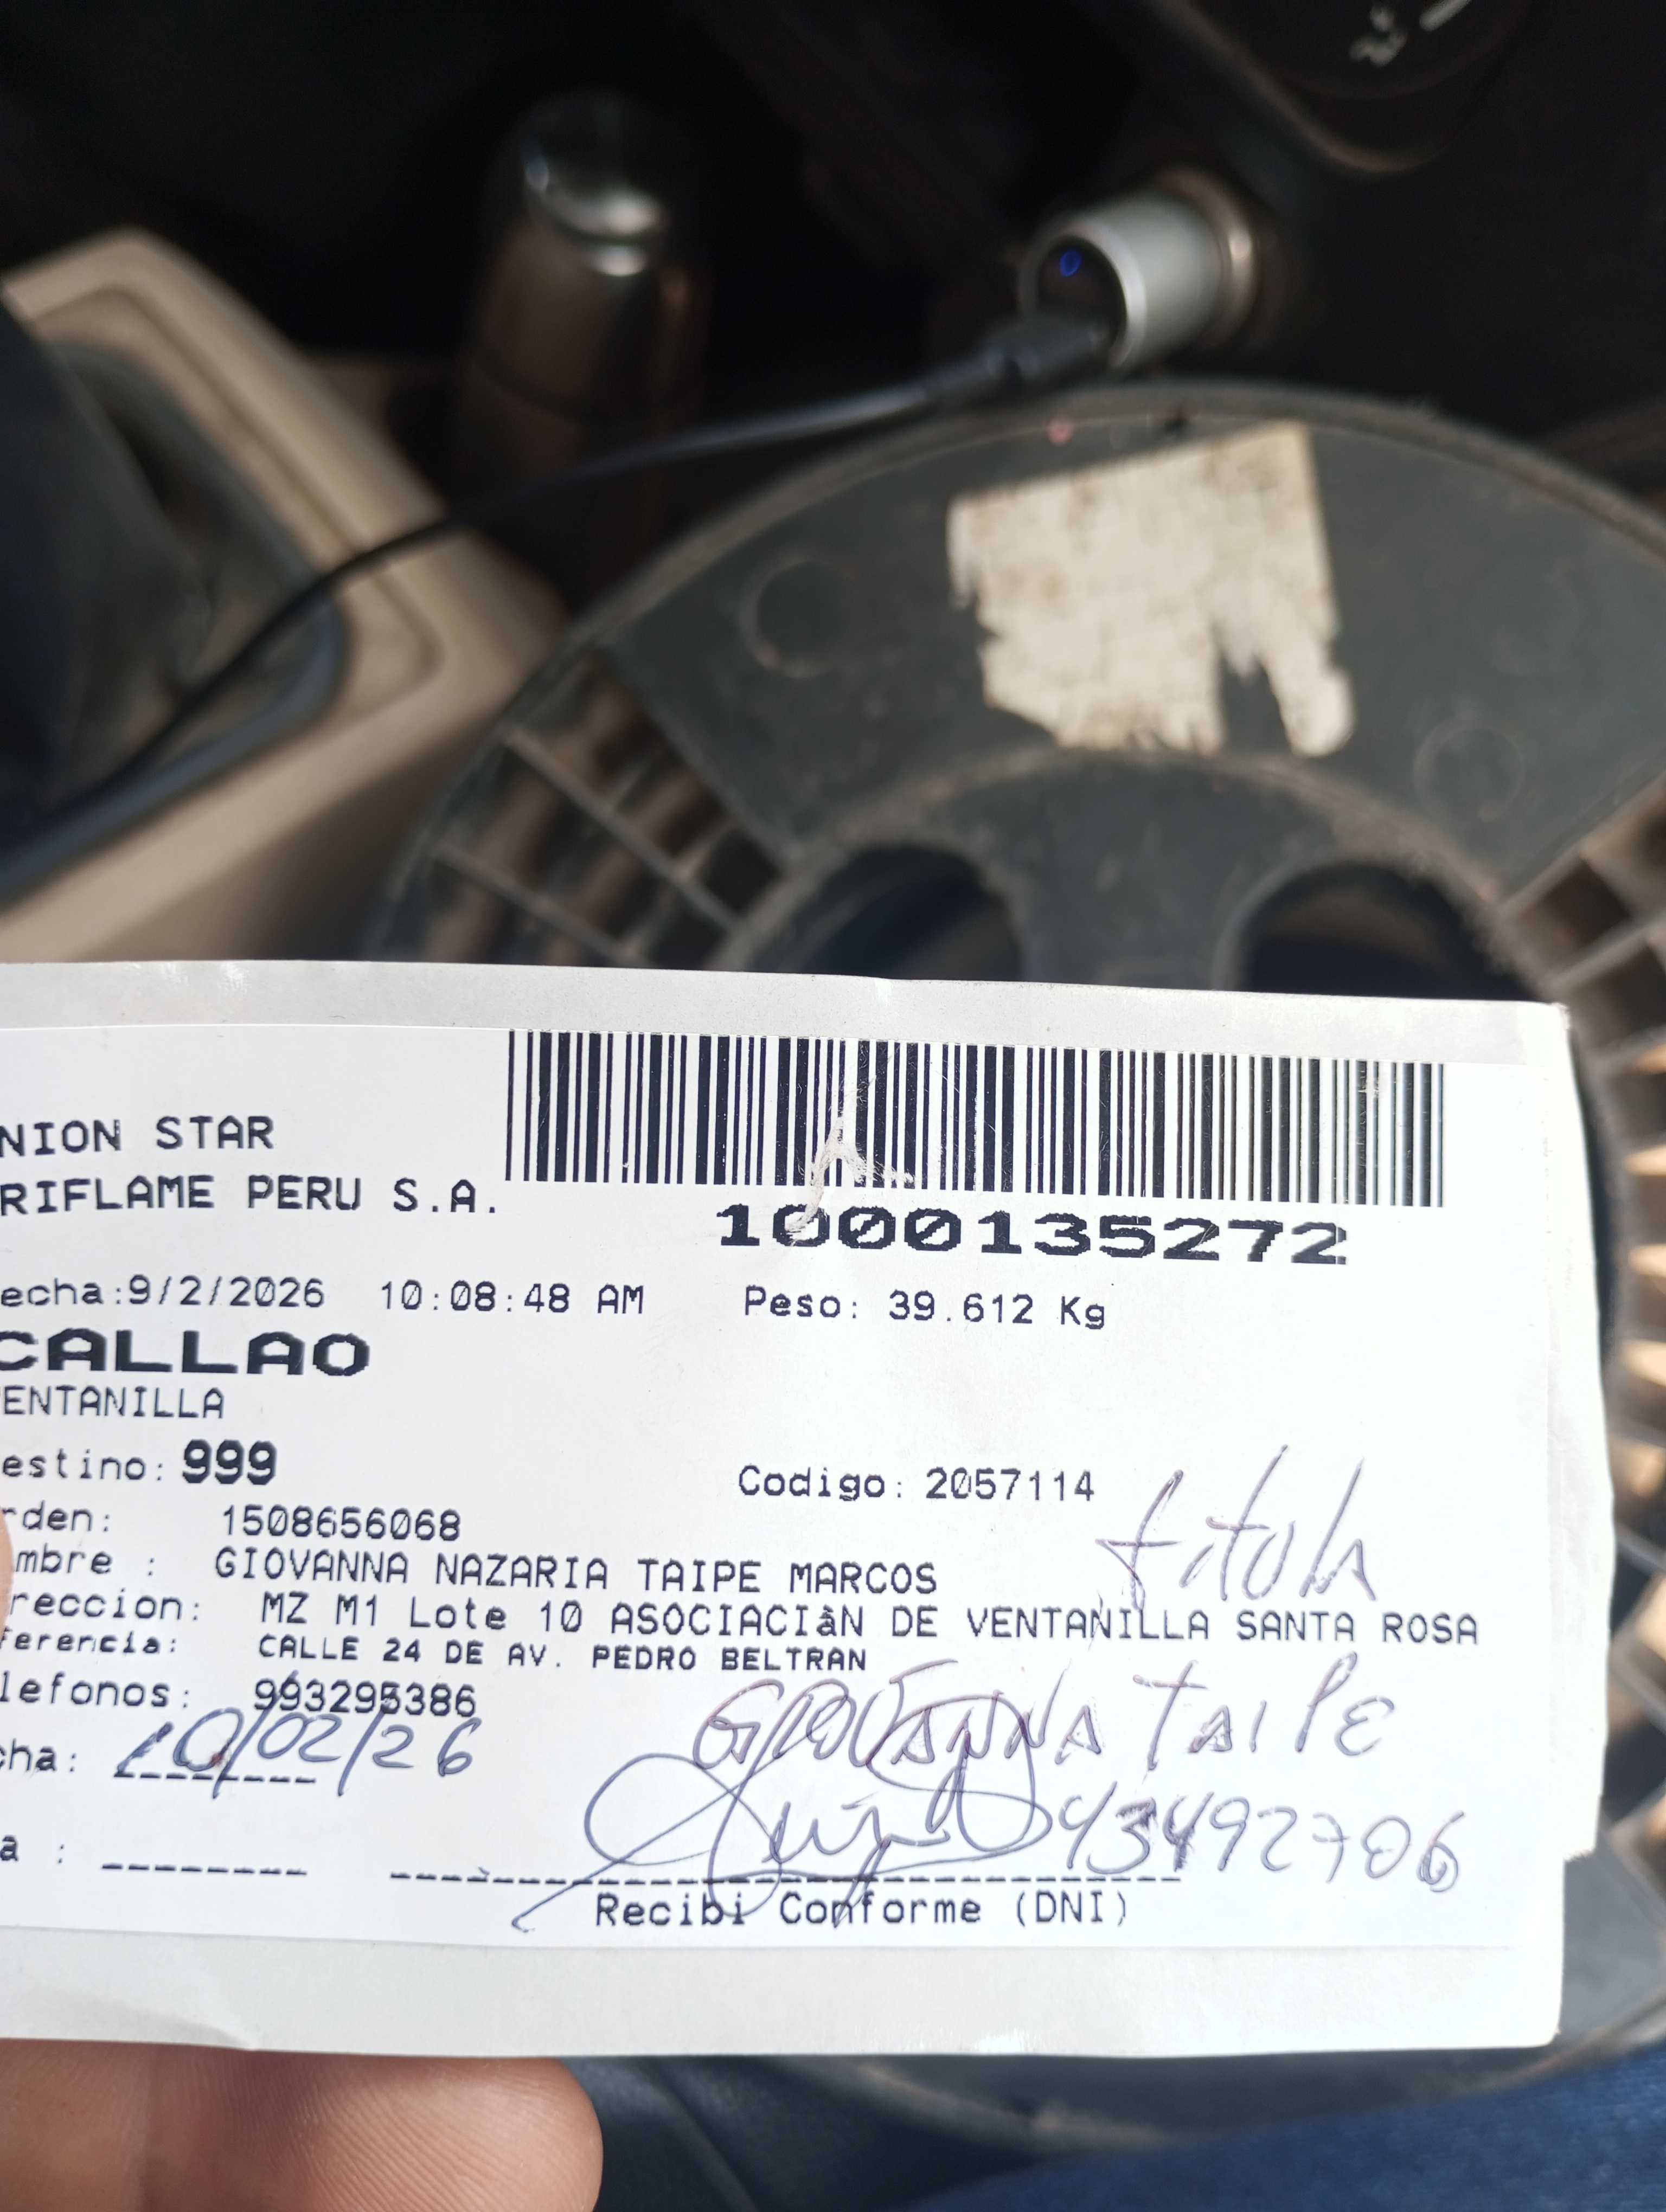 NION STAR
RIFLAME PERU S.A.
1000135272
echa:9/2/2026 10:08:48 AM Peso: 39.612 Kg
CALLAO
ENTANILLA
estino: 999
Codigo: 2057114
rden: 1508656068
mbre : GIOVANNA NAZARIA TAIPE MARCOS
reccion: MZ M1 Lote 10 ASOCIACIàN DE VENTANILLA SANTA ROSA
ferencia: CALLE 24 DE AV. PEDRO BELTRAN
lefonos: 993295386
GIOVANNA TAIPE
cha: 10/02/26
43492706
a :
Recibi Conforme (DNI)